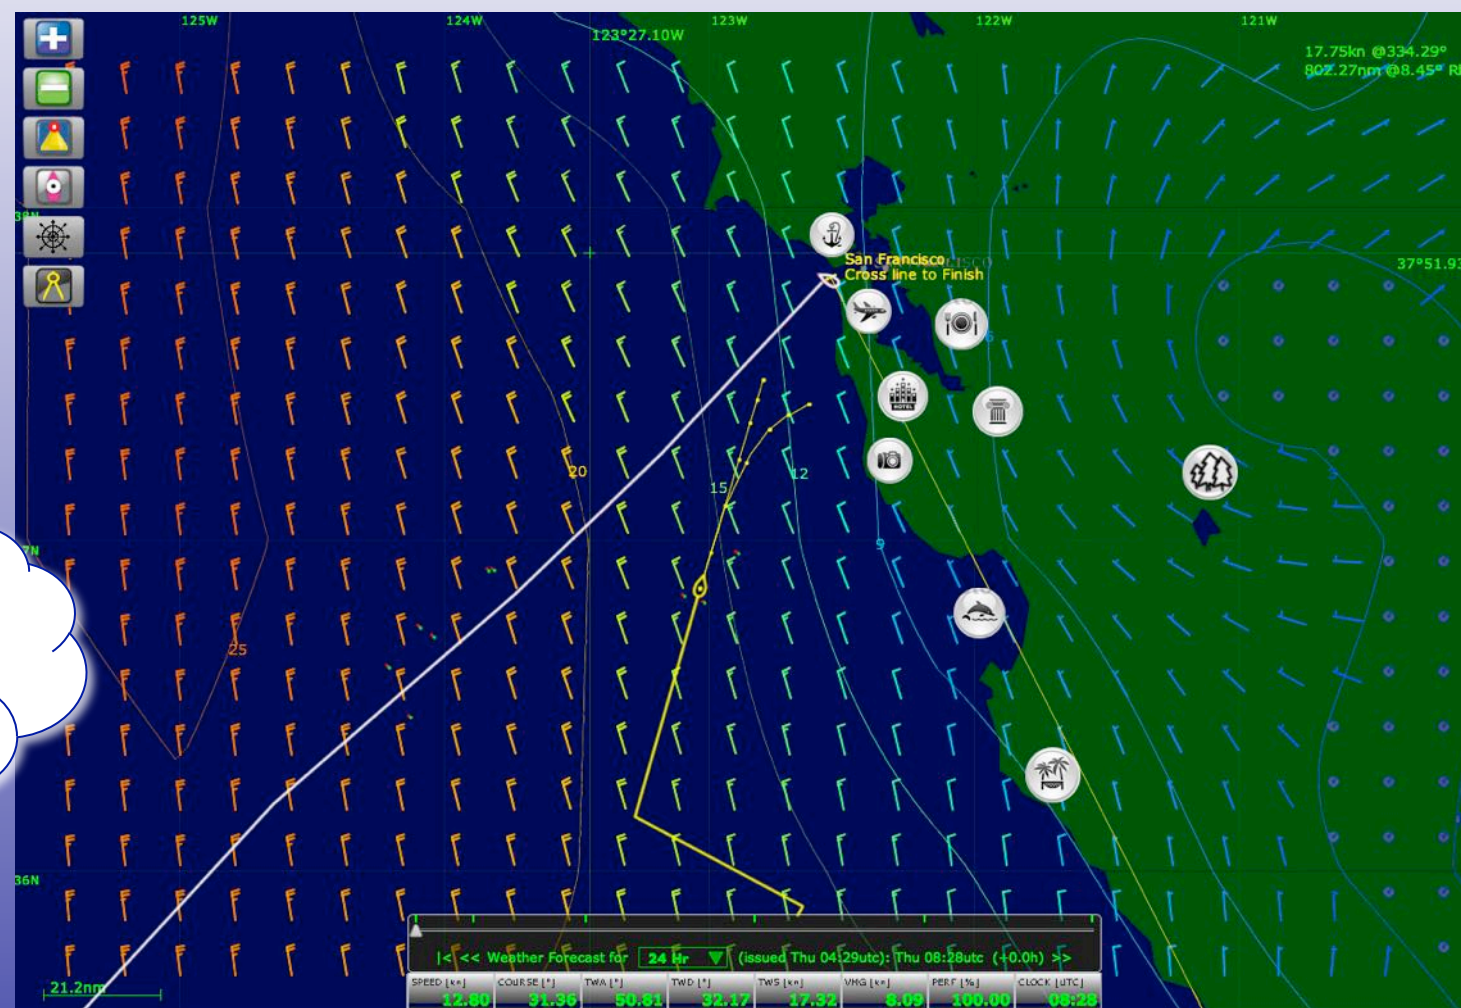 125W
124W
123W
122W
121W
123°27.10W
17.75kn @334.29°
802.27nm @8.45°
38N
San Francisco
Cross line to Finish
37°51.93
HOTEL
20
15
12
9
25
36N
|< << Weather Forecast for 24 Hr (issued Thu 04:29utc): Thu 08:28utc (+0.0h) >>
21.2nm
SPEED [kn] COURSE [°] TWA [°] TWD [°] TWS [kn] VMG [kn] PERF [%] CLOCK [UTC]
12.80 31.36 50.81 32.17 17.32 8.09 100.00 08:28